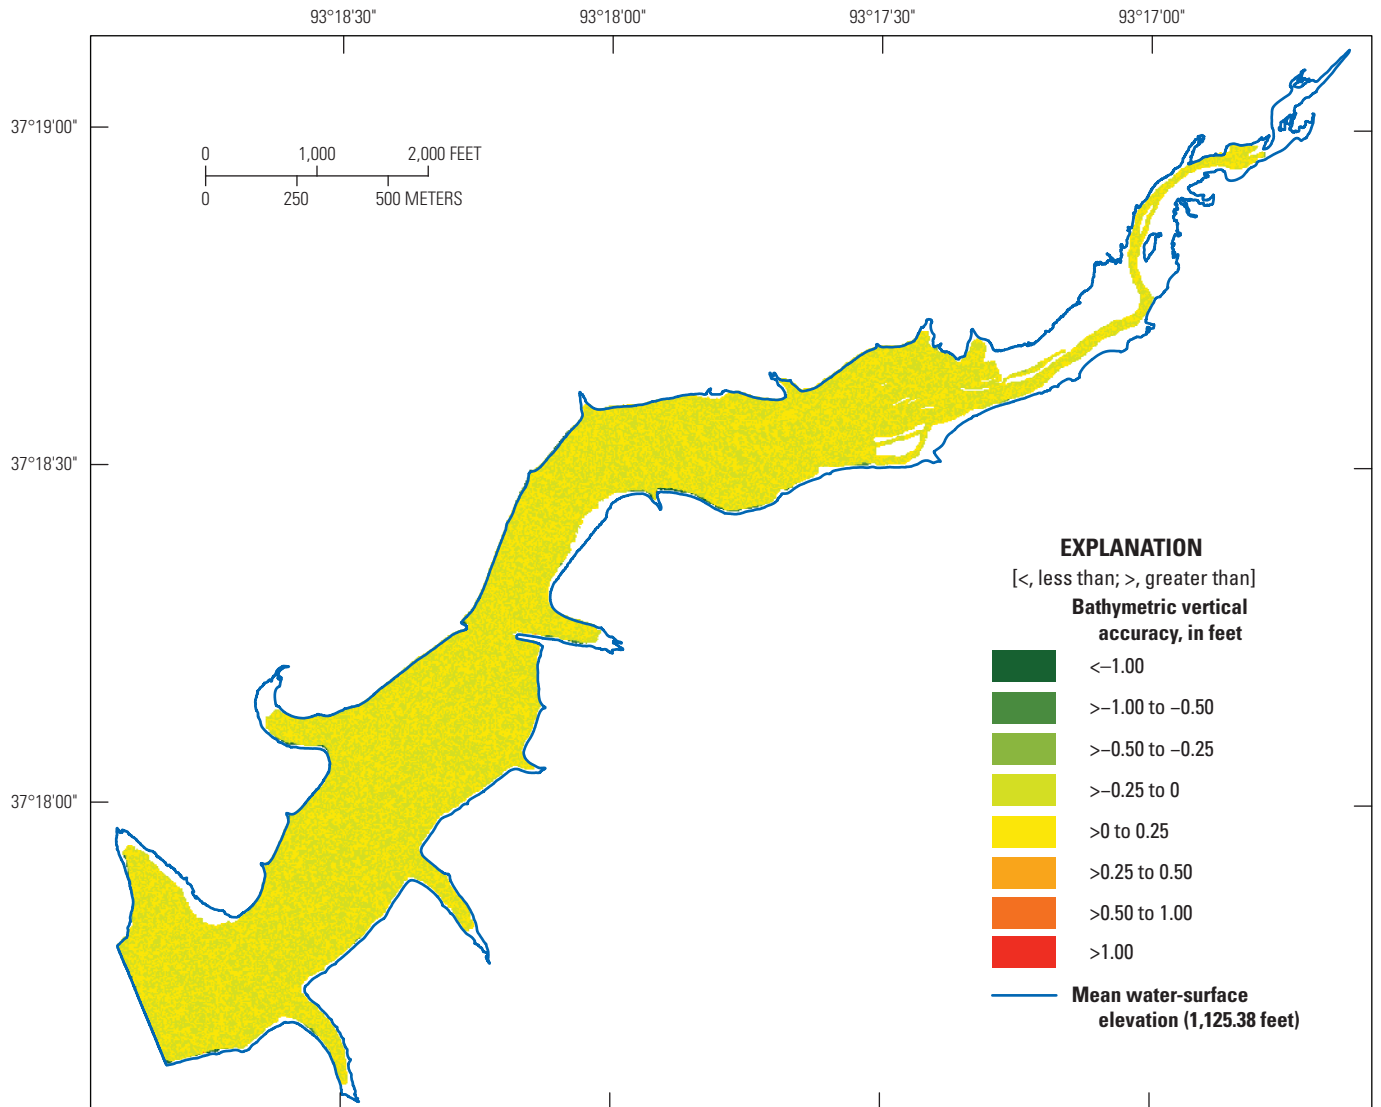 93°18'30" 93°18'00" 93°17'30" 93°17'00"
37°19'00"
0 1,000 2,000 FEET
0 250 500 METERS
37°18'30"
37°18'00"
EXPLANATION
[<, less than; >, greater than]
Bathymetric vertical
accuracy, in feet
<–1.00
>–1.00 to –0.50
>–0.50 to –0.25
>–0.25 to 0
>0 to 0.25
>0.25 to 0.50
>0.50 to 1.00
>1.00
Mean water-surface
elevation (1,125.38 feet)